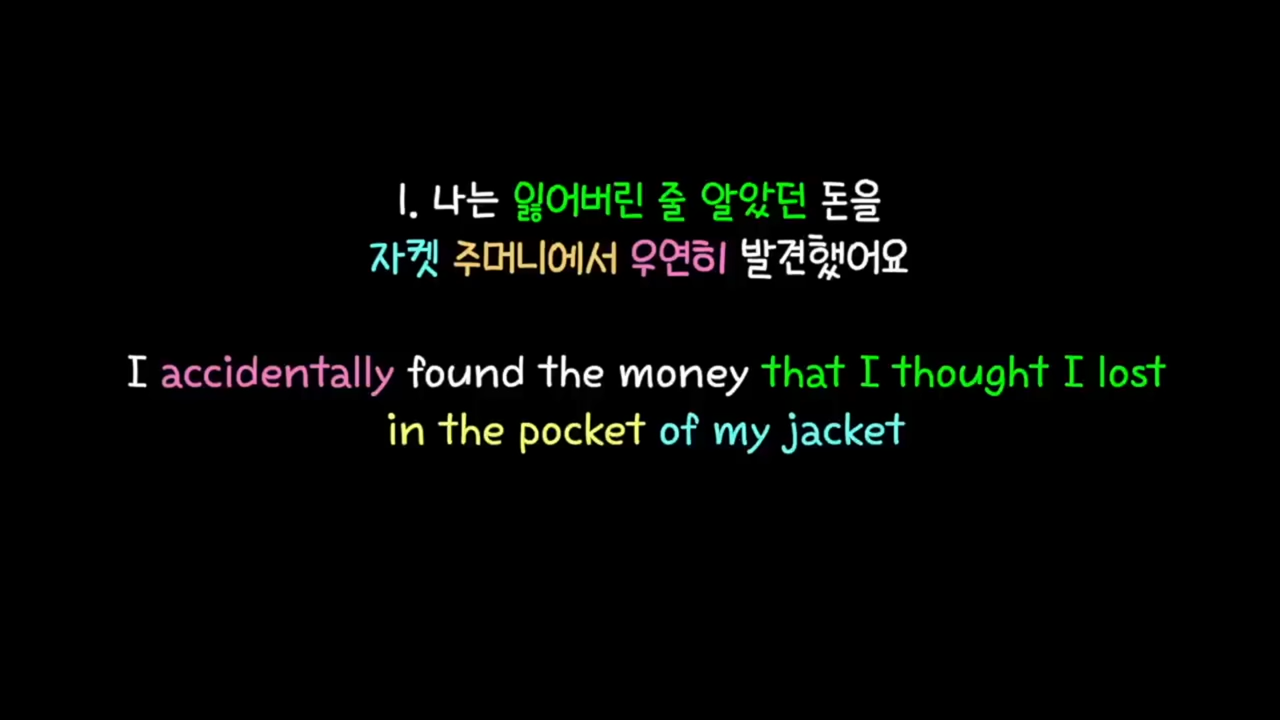 1. 나는 잃어버린 줄 알았던 돈을
자켓 주머니에서 우연히 발견했어요
I accidentally found the money that I thought I lost
in the pocket of my jacket